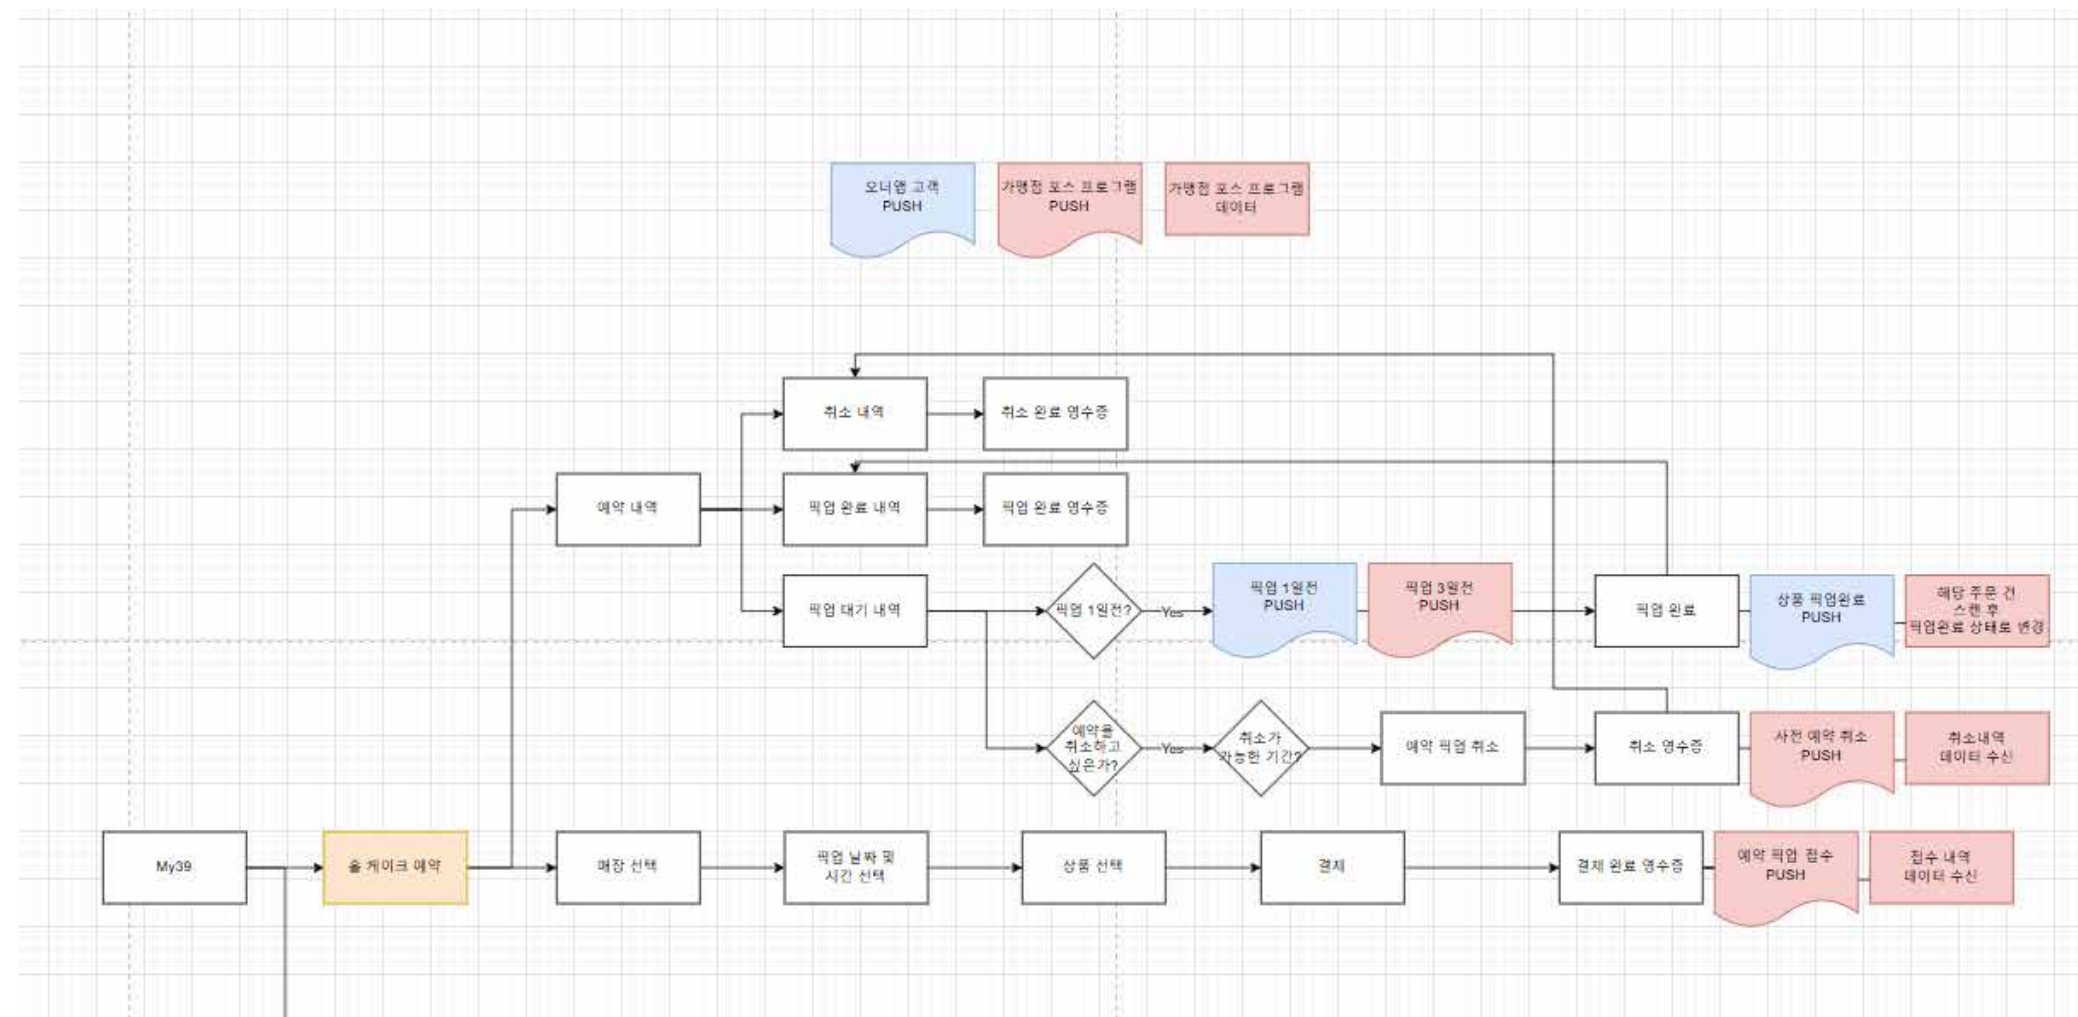 오너앱 고객
PUSH
가맹점 포스 프로그램
PUSH
가맹점 포스 프로그램
데이터
취소 내역
취소 완료 영수증
예약 내역
픽업 완료 내역
픽업 완료 영수증
픽업 대기 내역
픽업 1일전?
Yes
픽업 1일전
PUSH
픽업 3일전
PUSH
픽업 완료
상품 픽업완료
PUSH
해당 주문 건
스캔 후
픽업완료 상태로 변경
예약을
취소하고
싶은가?
Yes
취소가
가능한 기간?
예약 픽업 취소
취소 영수증
사전 예약 취소
PUSH
취소내역
데이터 수신
My39
홀 케이크 예약
매장 선택
픽업 날짜 및
시간 선택
상품 선택
결제
결제 완료 영수증
예약 픽업 접수
PUSH
접수 내역
데이터 수신